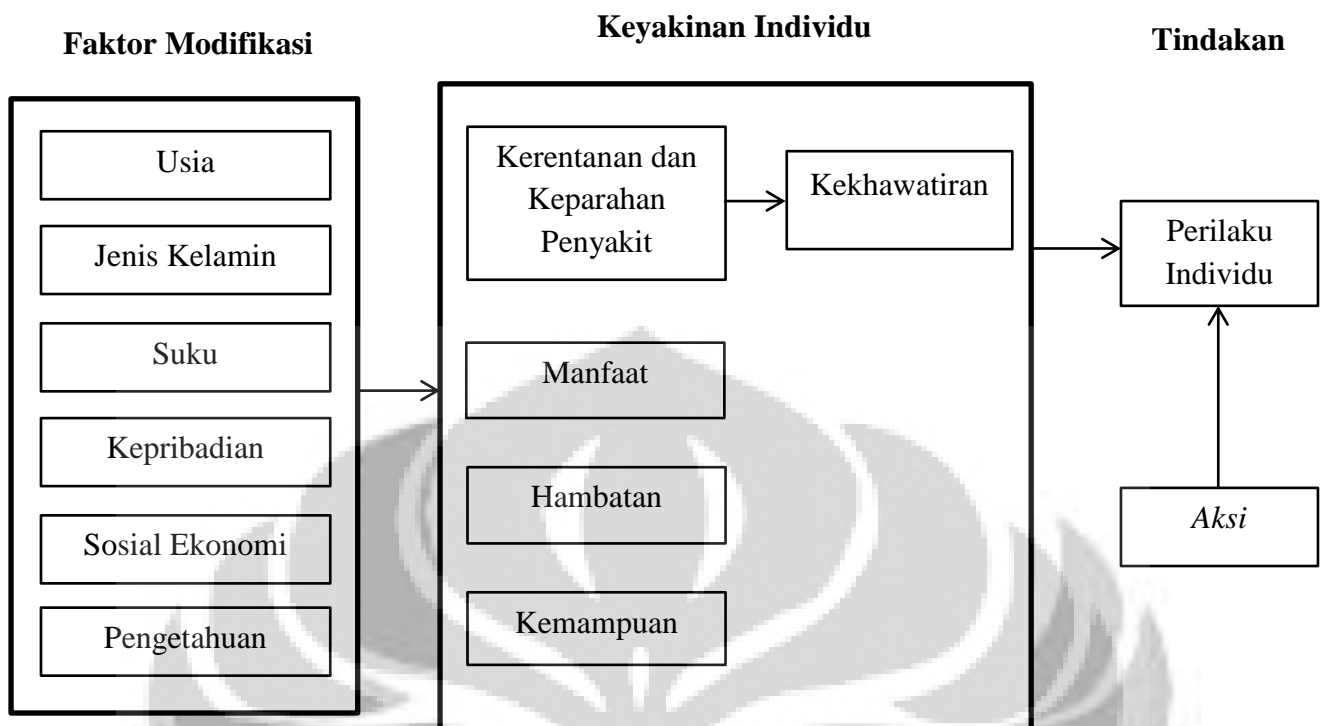 Faktor Modifikasi
Keyakinan Individu
Tindakan
Usia
Jenis Kelamin
Suku
Kepribadian
Sosial Ekonomi
Pengetahuan
Kerentanan dan
Keparahan
Penyakit
Kekhawatiran
Manfaat
Hambatan
Kemampuan
Perilaku
Individu
Aksi